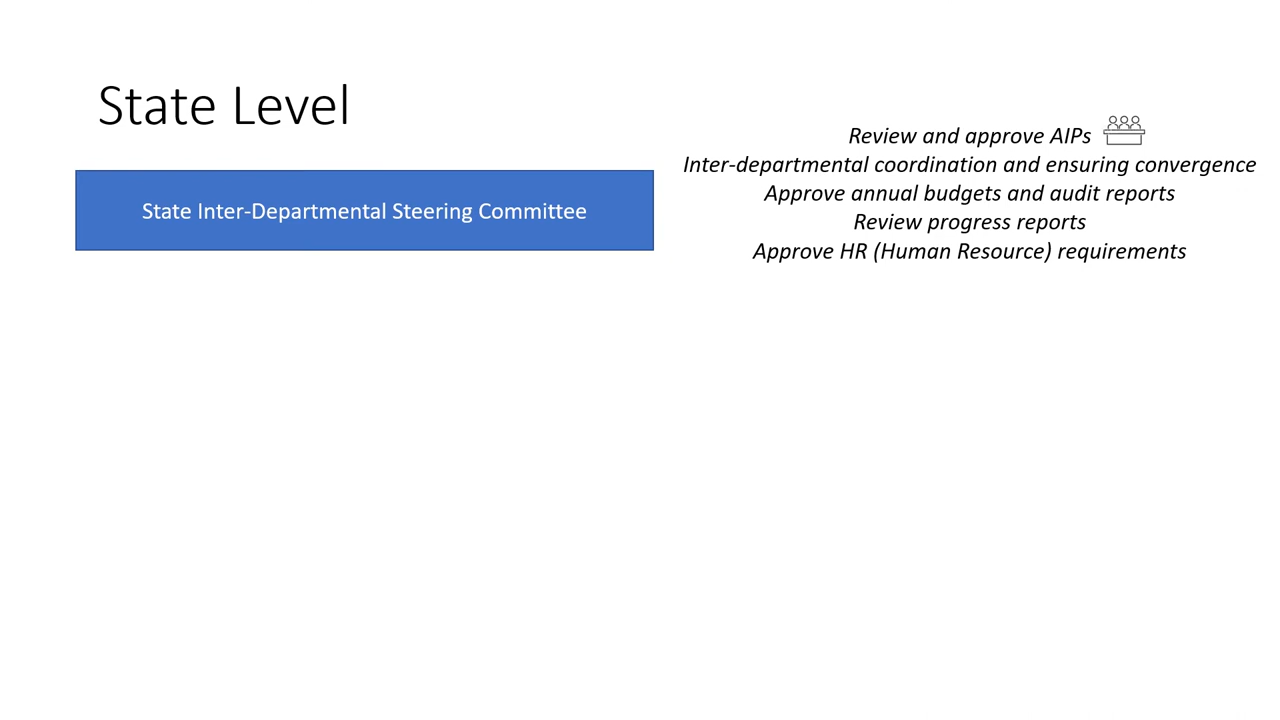 State Level
State Inter-Departmental Steering Committee
Review and approve AIPs
Inter-departmental coordination and ensuring convergence
Approve annual budgets and audit reports
Review progress reports
Approve HR (Human Resource) requirements